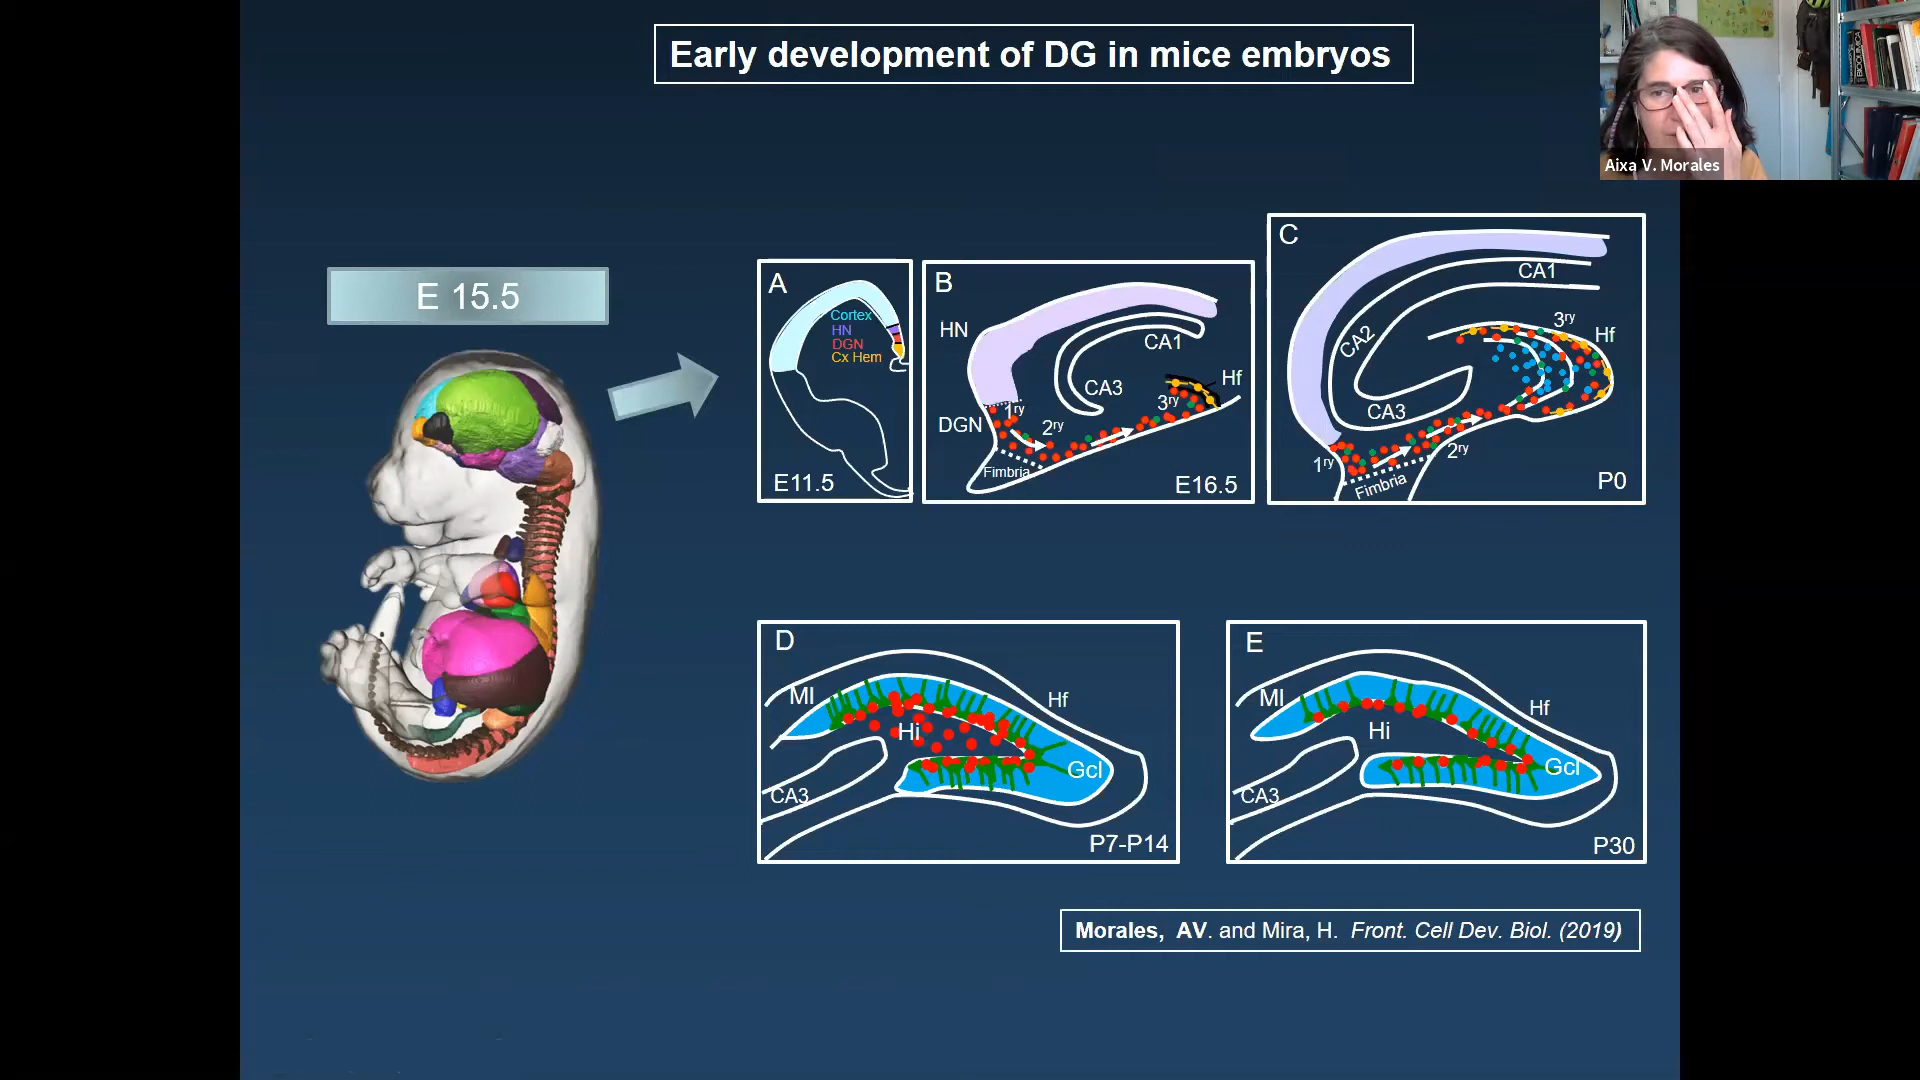 Early development of DG in mice embryos
Aixa V. Morales
BIOQUIMICA
E 15.5
A
Cortex
HN
DGN
Cx Hem
E11.5
B
HN
CA1
CA3
Hf
DGN
1ry
2ry
3ry
Fimbria
E16.5
C
CA1
CA2
3ry
Hf
CA3
1ry
2ry
Fimbria
P0
D
Ml
Hf
Hi
Gcl
CA3
P7-P14
E
Ml
Hf
Hi
Gcl
CA3
P30
Morales, AV. and Mira, H. Front. Cell Dev. Biol. (2019)